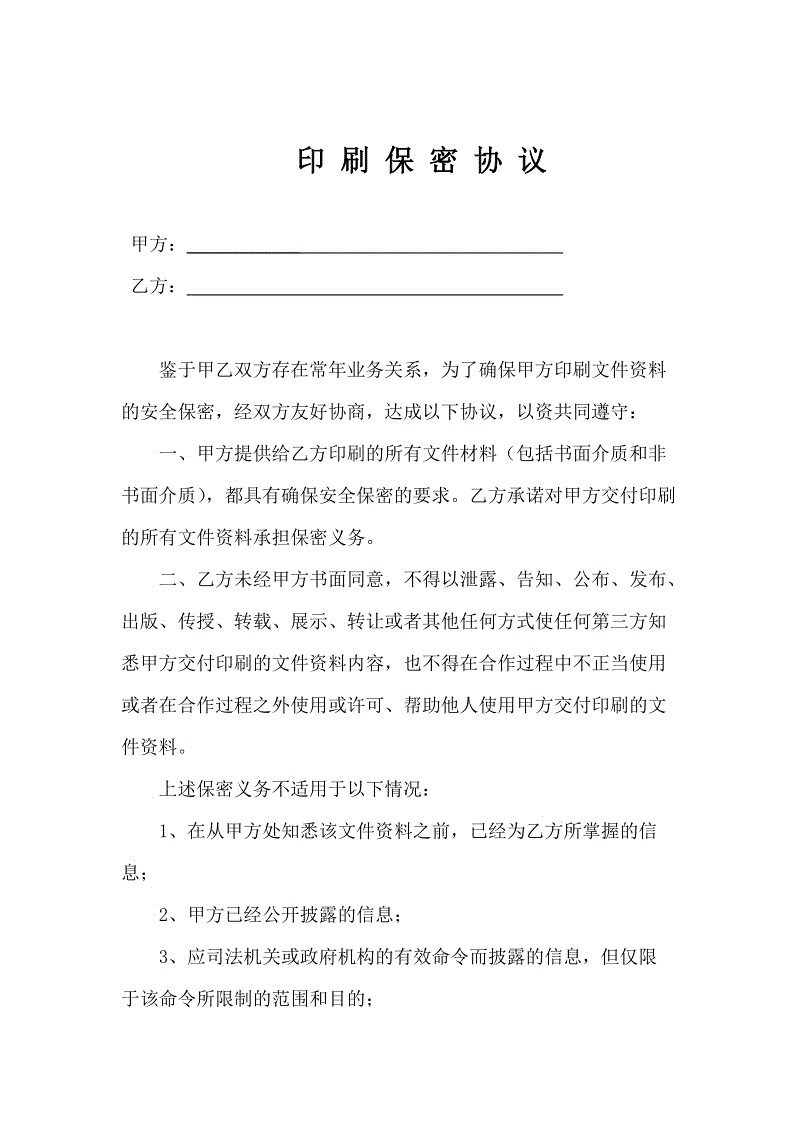 印刷保密协议
甲方：
乙方：
鉴于甲乙双方存在常年业务关系，为了确保甲方印刷文件资料
的安全保密，经双方友好协商，达成以下协议，以资共同遵守：
一、甲方提供给乙方印刷的所有文件材料（包括书面介质和非
书面介质），都具有确保安全保密的要求。乙方承诺对甲方交付印刷
的所有文件资料承担保密义务。
二、乙方未经甲方书面同意，不得以泄露、告知、公布、发布、
出版、传授、转载、展示、转让或者其他任何方式使任何第三方知
悉甲方交付印刷的文件资料内容，也不得在合作过程中不正当使用
或者在合作过程之外使用或许可、帮助他人使用甲方交付印刷的文
件资料。
上述保密义务不适用于以下情况：
1、在从甲方处知悉该文件资料之前，已经为乙方所掌握的信
息；
2、甲方已经公开披露的信息；
3、应司法机关或政府机构的有效命令而披露的信息，但仅限
于该命令所限制的范围和目的；